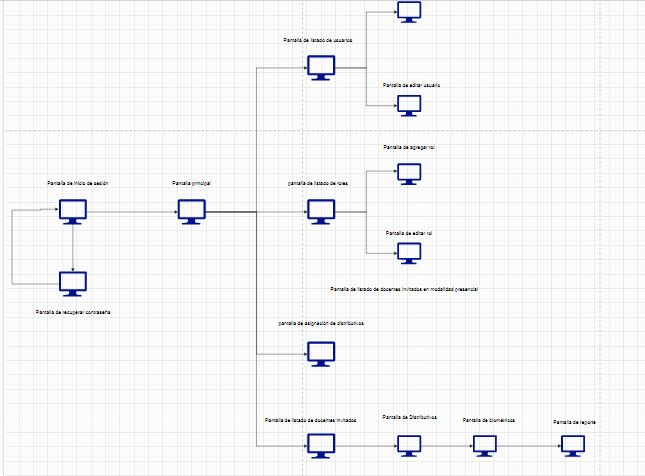 Pantalla de listado de usuarios
Pantalla de editar usuario
Pantalla de agregar rol
Pantalla de inicio de sesión
Pantalla principal
pantalla de listado de roles
Pantalla de editar rol
Pantalla de listado de docentes invitados en modalidad presencial
Pantalla de recuperar contraseña
pantalla de asignación de distributivos
Pantalla de listado de docentes invitados
Pantalla de Distributivos
Pantalla de biométricos
Pantalla de reporte